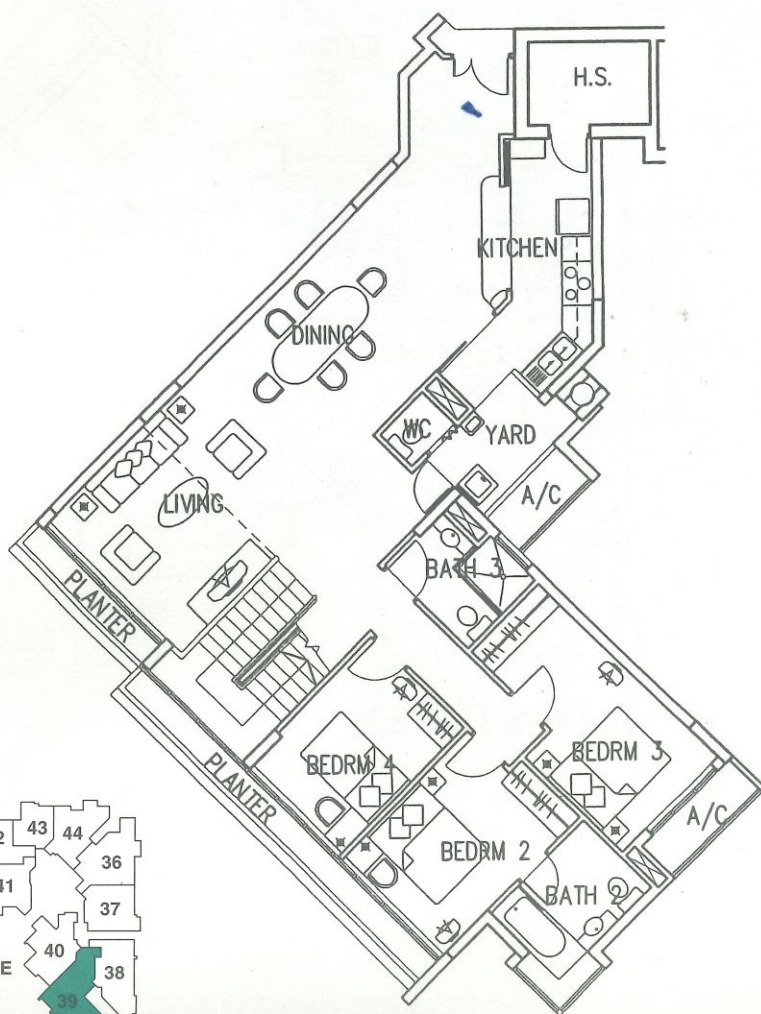 H.S.
KITCHEN
DINING
WC
YARD
A/C
LIVING
BATH 3
PLANTER
BEDRM 3
BEDRM 4
PLANTER
A/C
BEDRM 2
BATH 2
43
44
2
36
41
37
40
38
E
39